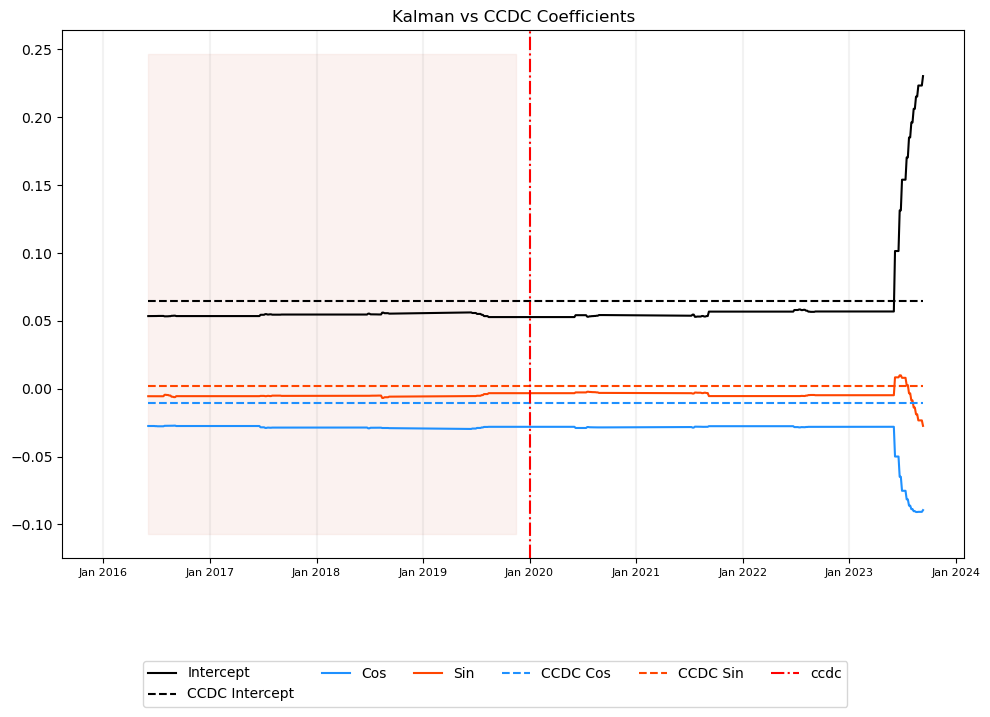 Kalman vs CCDC Coefficients
0.25
0.20
0.15
0.10
0.05
0.00
−0.05
−0.10
Jan 2016 Jan 2017 Jan 2018 Jan 2019 Jan 2020 Jan 2021 Jan 2022 Jan 2023 Jan 2024
Intercept Cos Sin CCDC Cos CCDC Sin ccdc
CCDC Intercept